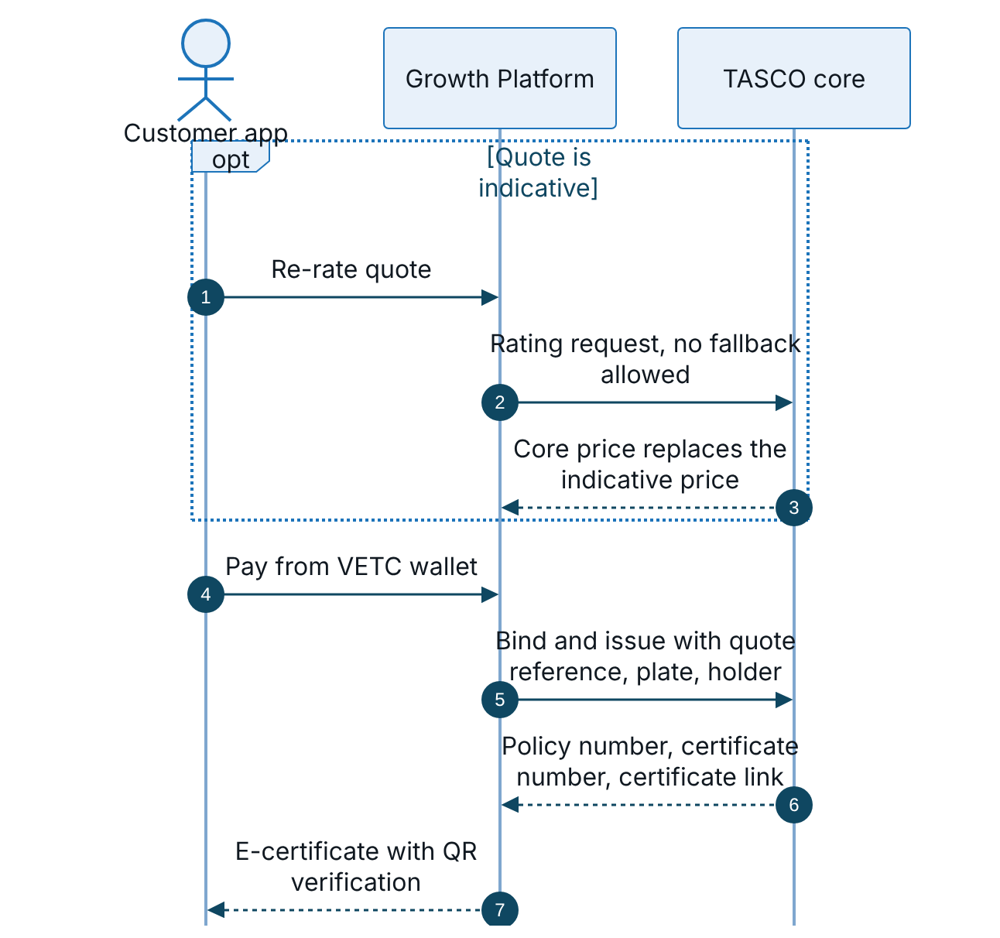 Customer app
Growth Platform
TASCO core
opt
[Quote is
indicative]
Re-rate quote
1
Rating request, no fallback
allowed
2
Core price replaces the
indicative price
3
Pay from VETC wallet
4
Bind and issue with quote
reference, plate, holder
5
Policy number, certificate
number, certificate link
6
E-certificate with QR
verification
7